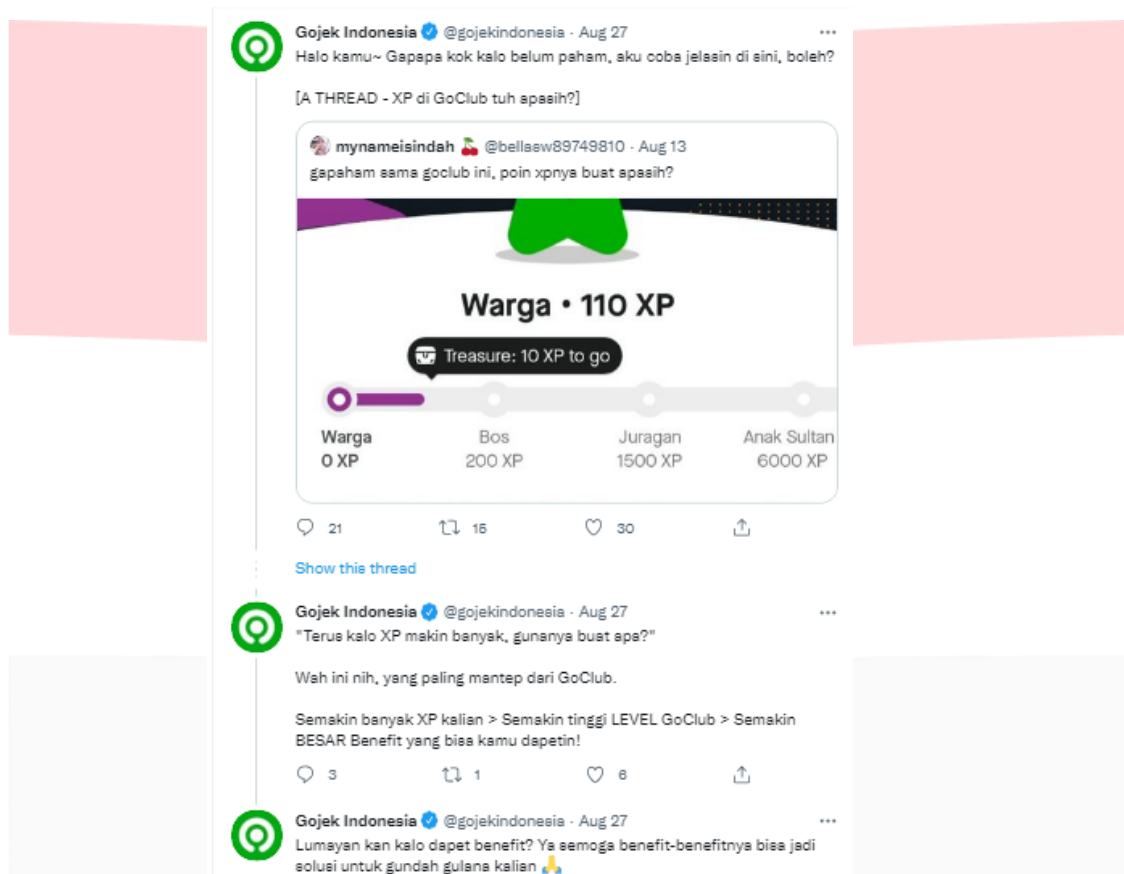 Gojek Indonesia @gojekindonesia · Aug 27
Halo kamu~ Gapapa kok kalo belum paham, aku coba jelasin di sini, boleh?
[A THREAD - XP di GoClub tuh apasih?]
mynameisindah 🍒 @bellasw89749810 · Aug 13
gapaham sama goclub ini, poin xpnya buat apasih?
Warga • 110 XP
Treasure: 10 XP to go
Warga Bos Juragan Anak Sultan
0 XP 200 XP 1500 XP 6000 XP
21 15 30
Show this thread
Gojek Indonesia @gojekindonesia · Aug 27
"Terus kalo XP makin banyak, gunanya buat apa?"
Wah ini nih, yang paling mantep dari GoClub.
Semakin banyak XP kalian > Semakin tinggi LEVEL GoClub > Semakin
BESAR Benefit yang bisa kamu dapetin!
3 1 6
Gojek Indonesia @gojekindonesia · Aug 27
Lumayan kan kalo dapet benefit? Ya semoga benefit-benefitnya bisa jadi
solusi untuk gundah gulana kalian 🙏